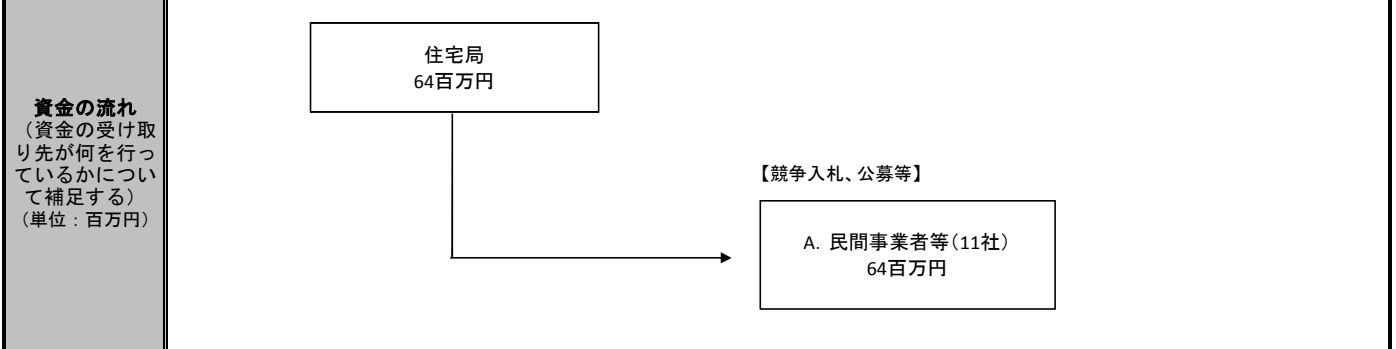 資金の流れ
（資金の受け取
り先が何を行っ
ているかについ
て補足する）
（単位：百万円）
住宅局
64百万円
【競争入札、公募等】
A. 民間事業者等（11社）
64百万円